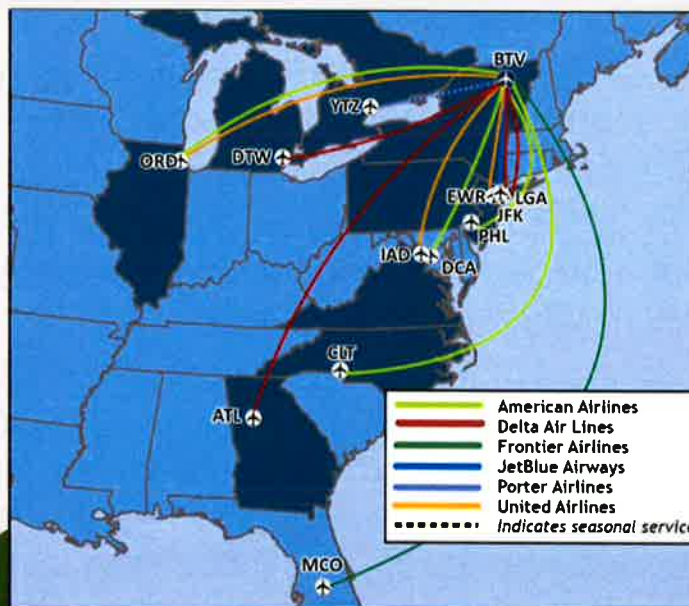 BTV
YTZ
ORD
DTW
EWR
LGA
JFK
PHL
IAD
DCA
CLT
ATL
MCO
American Airlines
Delta Air Lines
Frontier Airlines
JetBlue Airways
Porter Airlines
United Airlines
Indicates seasonal service